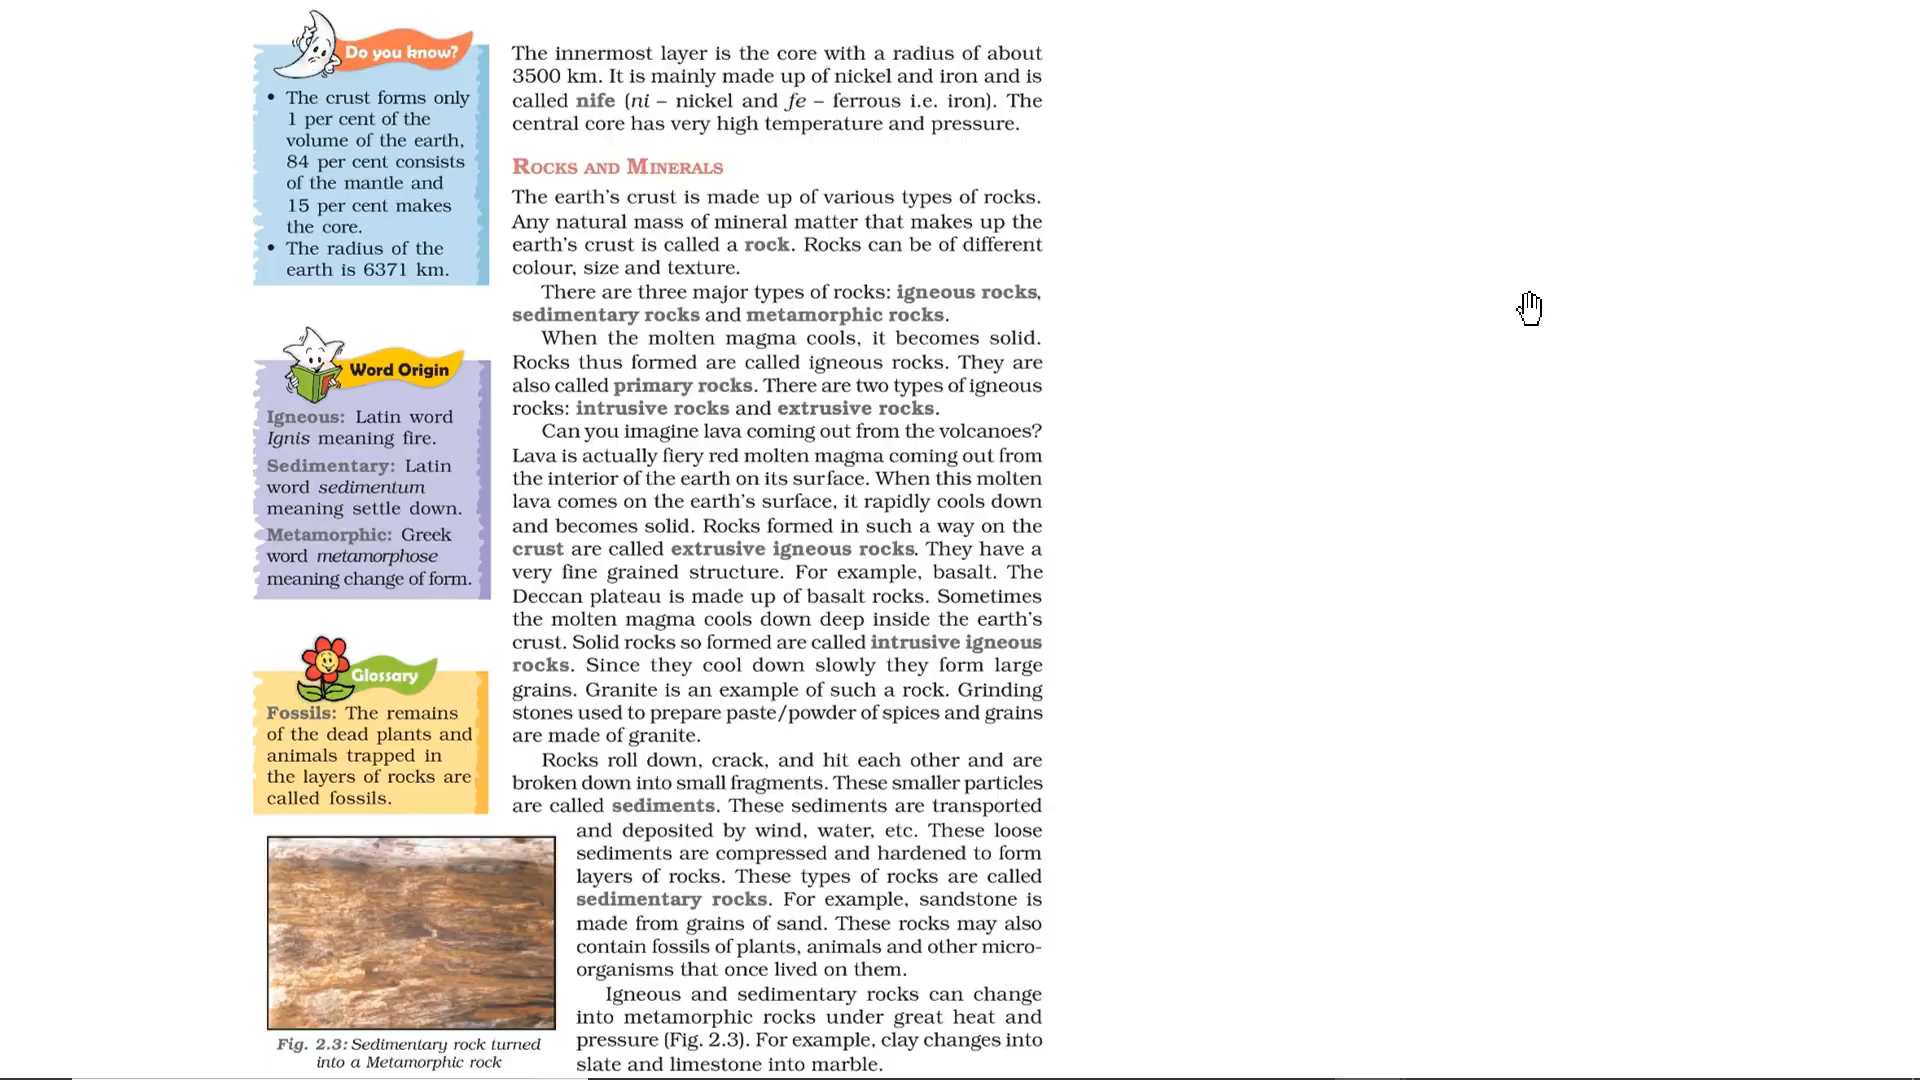 Do you know?
• The crust forms only
1 per cent of the
volume of the earth,
84 per cent consists
of the mantle and
15 per cent makes
the core.
• The radius of the
earth is 6371 km.
Word Origin
Igneous: Latin word
Ignis meaning fire.
Sedimentary: Latin
word sedimentum
meaning settle down.
Metamorphic: Greek
word metamorphose
meaning change of form.
Glossary
Fossils: The remains
of the dead plants and
animals trapped in
the layers of rocks are
called fossils.
Fig. 2.3: Sedimentary rock turned
into a Metamorphic rock
The innermost layer is the core with a radius of about
3500 km. It is mainly made up of nickel and iron and is
called nife (ni – nickel and fe – ferrous i.e. iron). The
central core has very high temperature and pressure.
Rocks and Minerals
The earth's crust is made up of various types of rocks.
Any natural mass of mineral matter that makes up the
earth's crust is called a rock. Rocks can be of different
colour, size and texture.
There are three major types of rocks: igneous rocks,
sedimentary rocks and metamorphic rocks.
When the molten magma cools, it becomes solid.
Rocks thus formed are called igneous rocks. They are
also called primary rocks. There are two types of igneous
rocks: intrusive rocks and extrusive rocks.
Can you imagine lava coming out from the volcanoes?
Lava is actually fiery red molten magma coming out from
the interior of the earth on its surface. When this molten
lava comes on the earth's surface, it rapidly cools down
and becomes solid. Rocks formed in such a way on the
crust are called extrusive igneous rocks. They have a
very fine grained structure. For example, basalt. The
Deccan plateau is made up of basalt rocks. Sometimes
the molten magma cools down deep inside the earth's
crust. Solid rocks so formed are called intrusive igneous
rocks. Since they cool down slowly they form large
grains. Granite is an example of such a rock. Grinding
stones used to prepare paste/powder of spices and grains
are made of granite.
Rocks roll down, crack, and hit each other and are
broken down into small fragments. These smaller particles
are called sediments. These sediments are transported
and deposited by wind, water, etc. These loose
sediments are compressed and hardened to form
layers of rocks. These types of rocks are called
sedimentary rocks. For example, sandstone is
made from grains of sand. These rocks may also
contain fossils of plants, animals and other micro-
organisms that once lived on them.
Igneous and sedimentary rocks can change
into metamorphic rocks under great heat and
pressure (Fig. 2.3). For example, clay changes into
slate and limestone into marble.